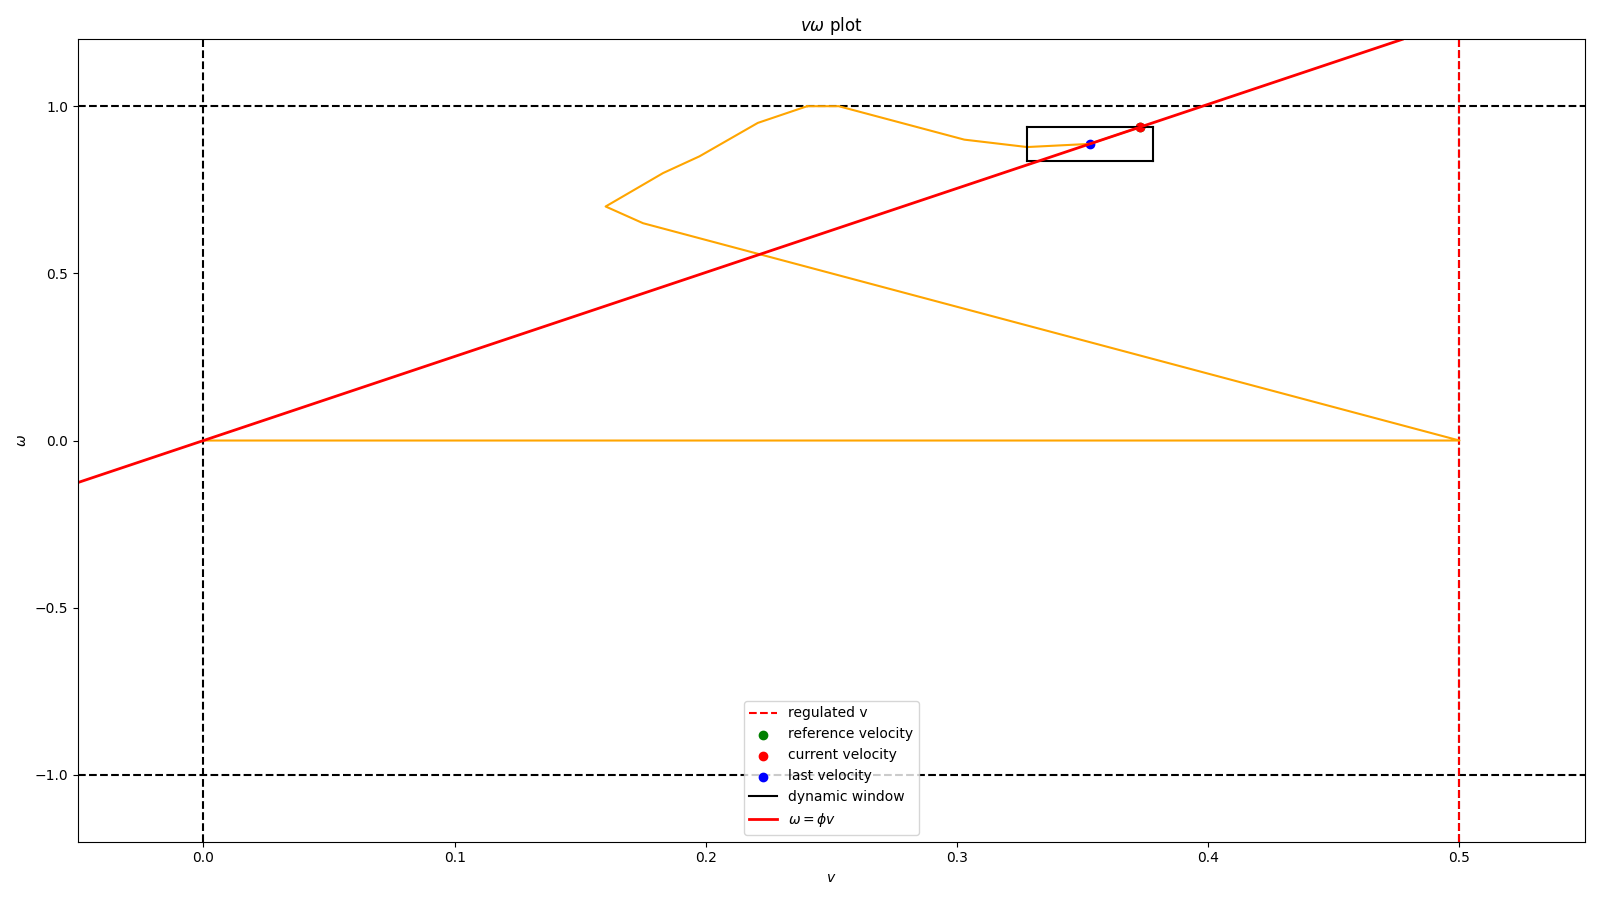 vω plot
1.0
0.5
0.0
−0.5
−1.0
ω
regulated v
reference velocity
current velocity
last velocity
dynamic window
ω = ϕv
0.0 0.1 0.2 0.3 0.4 0.5
v